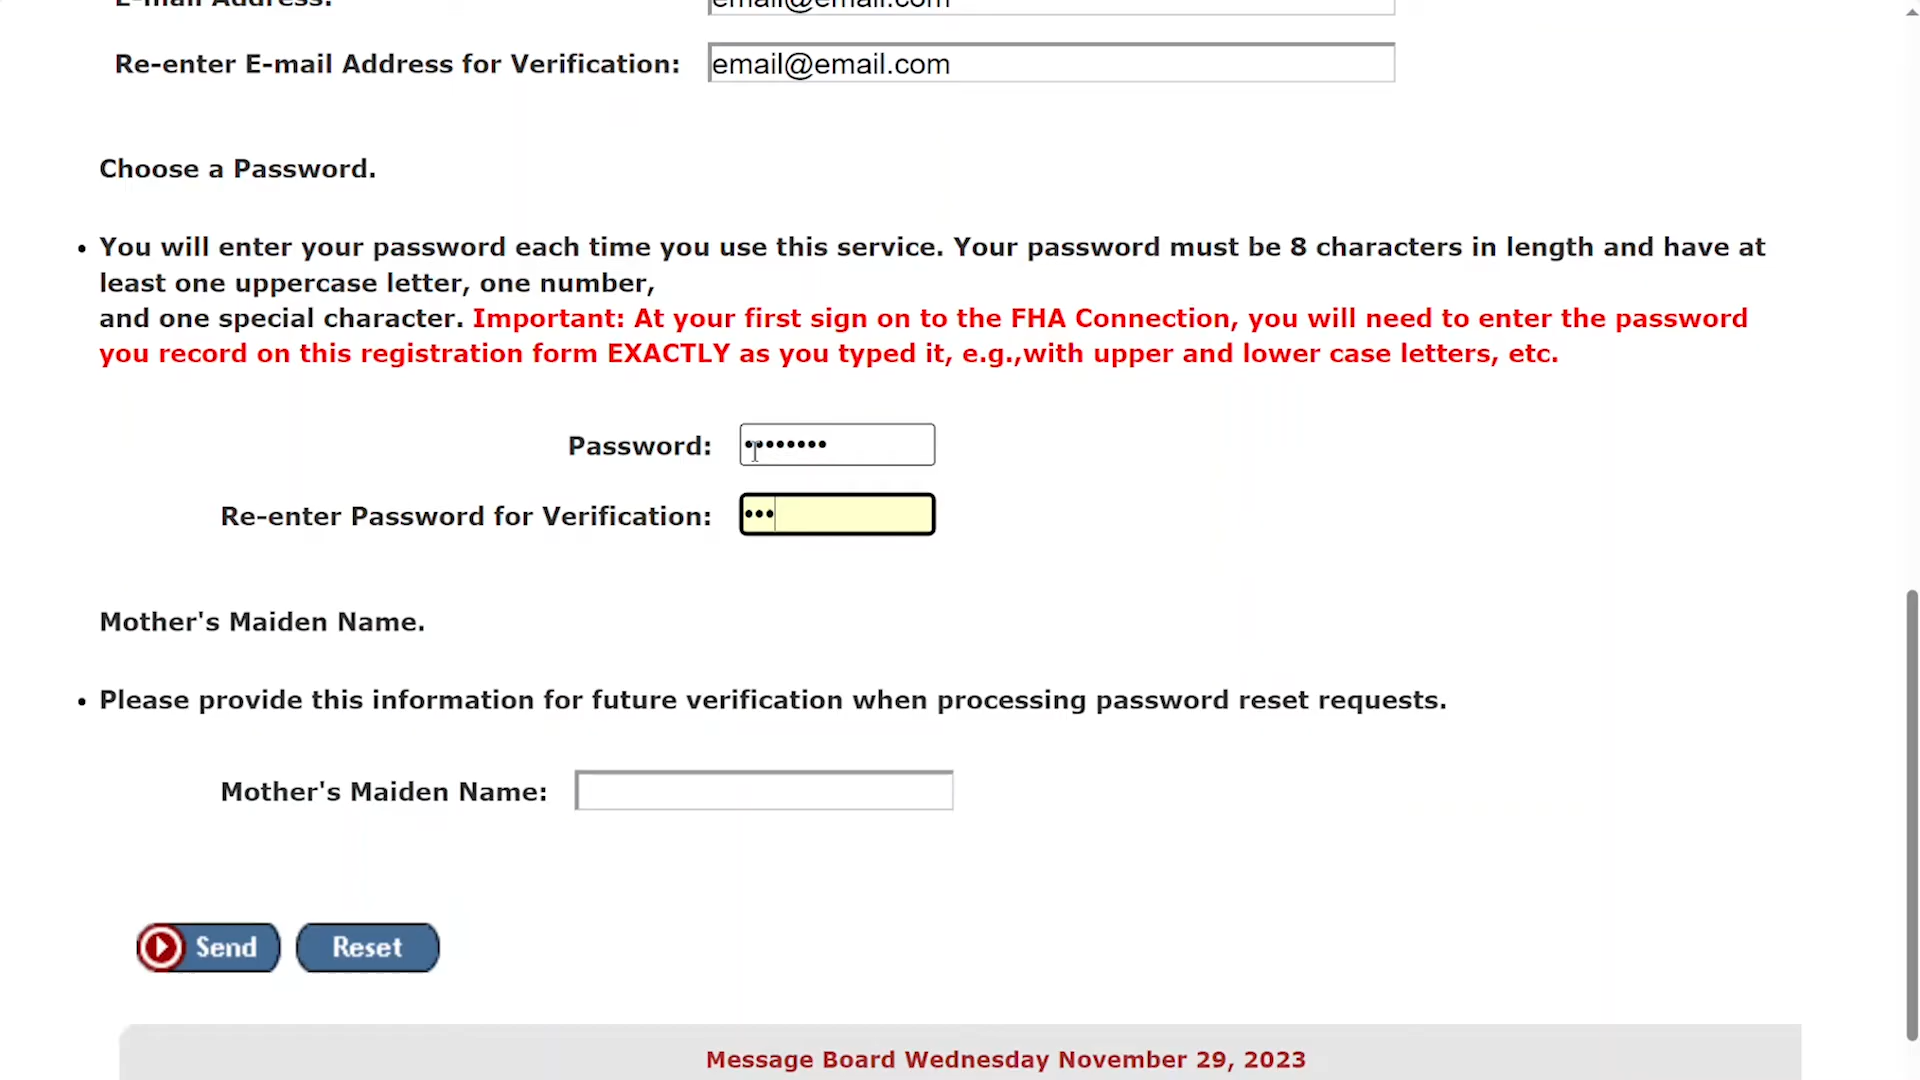 E-mail Address: email@email.com
Re-enter E-mail Address for Verification: email@email.com
Choose a Password.
• You will enter your password each time you use this service. Your password must be 8 characters in length and have at
least one uppercase letter, one number,
and one special character. Important: At your first sign on to the FHA Connection, you will need to enter the password
you record on this registration form EXACTLY as you typed it, e.g.,with upper and lower case letters, etc.
Password: ••••••••
Re-enter Password for Verification: •••
Mother's Maiden Name.
• Please provide this information for future verification when processing password reset requests.
Mother's Maiden Name:
Send Reset
Message Board Wednesday November 29, 2023